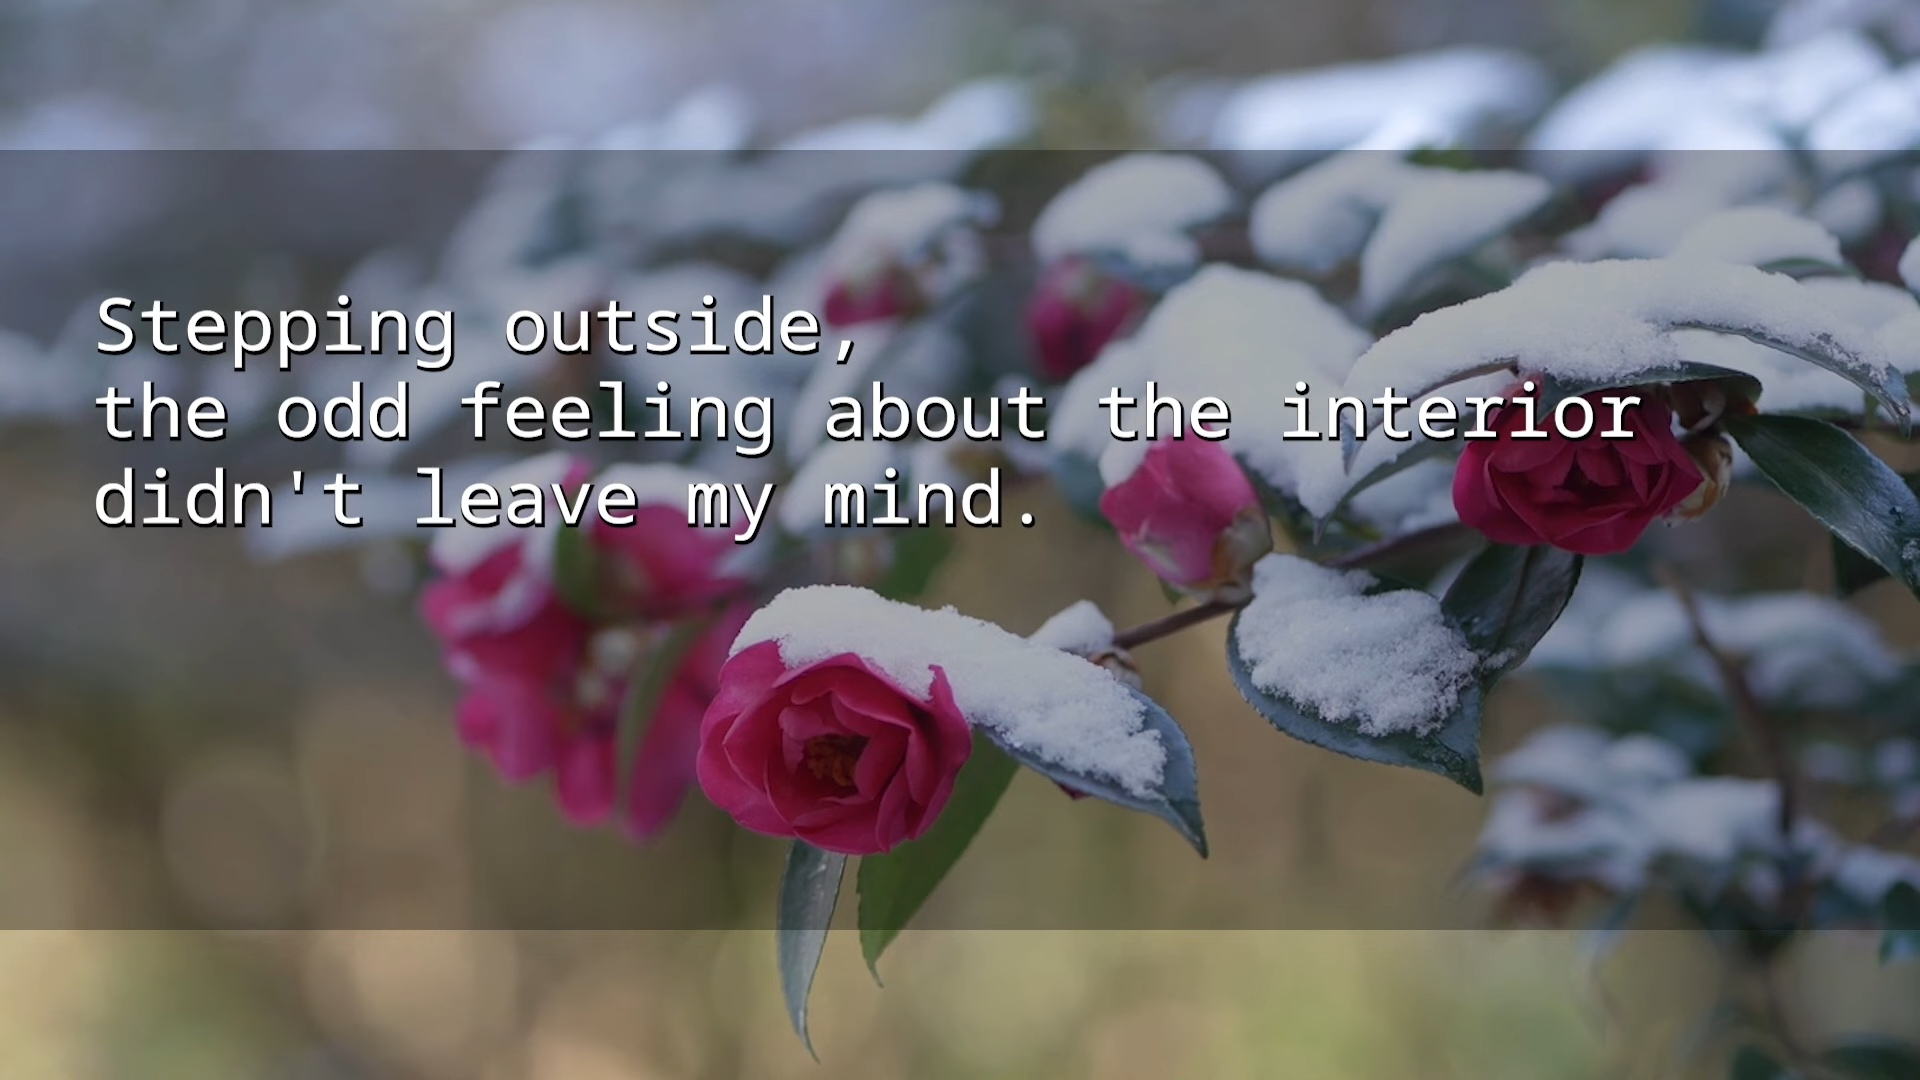 Stepping outside,
the odd feeling about the interior
didn't leave my mind.